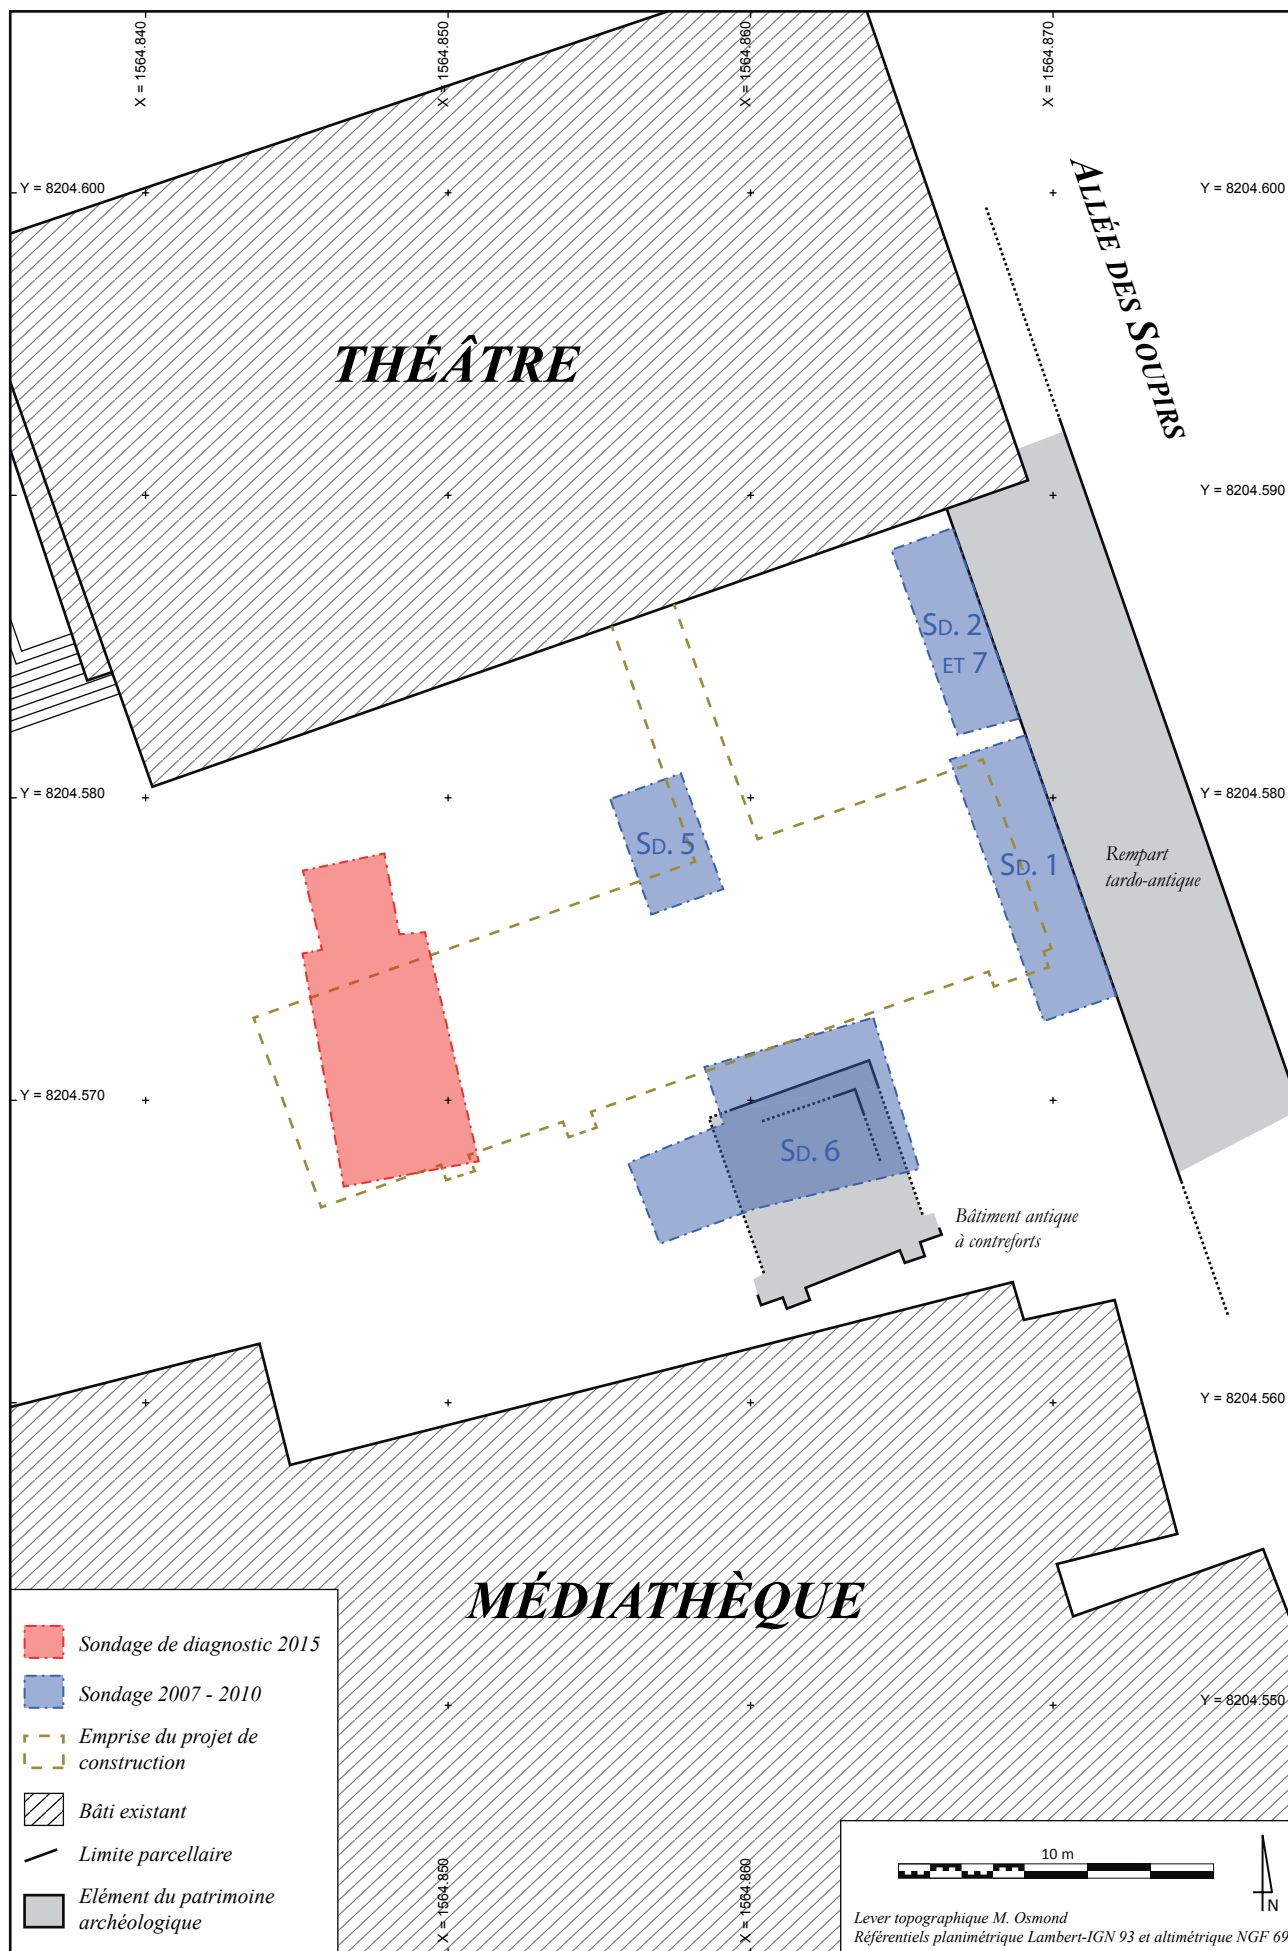 X = 1564.840
X = 1564.850
X = 1564.860
X = 1564.870
Y = 8204.600
Y = 8204.600
ALLÉE DES SOUPIRS
THÉÂTRE
Y = 8204.590
SD. 2
ET 7
Y = 8204.580
Y = 8204.580
SD. 5
SD. 1
Rempart
tardo-antique
Y = 8204.570
SD. 6
Bâtiment antique
à contreforts
Y = 8204.560
MÉDIATHÈQUE
Y = 8204.550
Sondage de diagnostic 2015
Sondage 2007 - 2010
Emprise du projet de
construction
Bâti existant
Limite parcellaire
Elément du patrimoine
archéologique
X = 1564.850
X = 1564.860
10 m
N
Lever topographique M. Osmond
Référentiels planimétrique Lambert-IGN 93 et altimétrique NGF 69